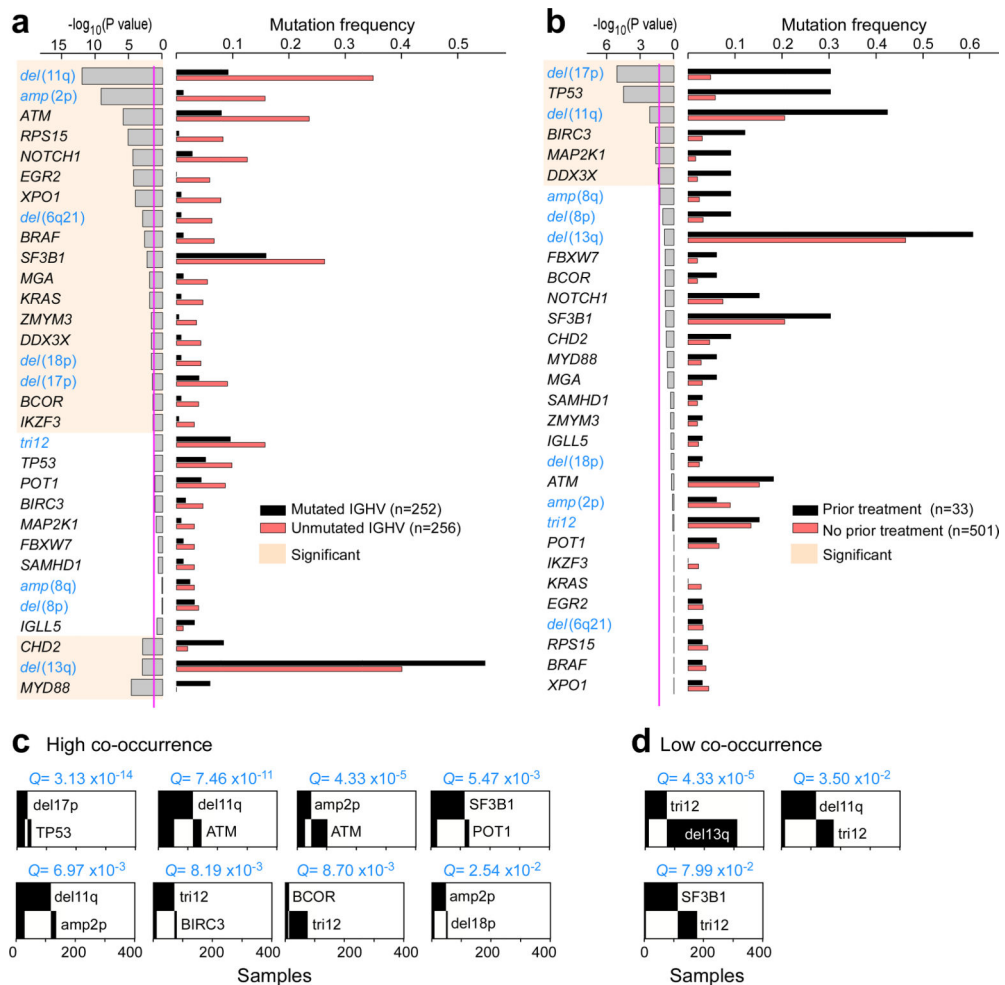 a
-log10(P value)
Mutation frequency
15 5 0
0.1 0.2 0.3 0.4 0.5
del(11q)
amp(2p)
ATM
RPS15
NOTCH1
EGR2
XPO1
del(6q21)
BRAF
SF3B1
MGA
KRAS
ZMYM3
DDX3X
del(18p)
del(17p)
BCOR
IKZF3
tri12
TP53
POT1
BIRC3
MAP2K1
FBXW7
SAMHD1
amp(8q)
del(8p)
IGLL5
CHD2
del(13q)
MYD88
Mutated IGHV (n=252)
Unmutated IGHV (n=256)
Significant
b
-log10(P value)
Mutation frequency
6 3 0
0.1 0.2 0.3 0.4 0.6
del(17p)
TP53
del(11q)
BIRC3
MAP2K1
DDX3X
amp(8q)
del(8p)
del(13q)
FBXW7
BCOR
NOTCH1
SF3B1
CHD2
MYD88
MGA
SAMHD1
ZMYM3
IGLL5
del(18p)
ATM
amp(2p)
tri12
POT1
IKZF3
KRAS
EGR2
del(6q21)
RPS15
BRAF
XPO1
Prior treatment (n=33)
No prior treatment (n=501)
Significant
c High co-occurrence
Q= 3.13 x10-14
del17p
TP53
Q= 7.46 x10-11
del11q
ATM
Q= 4.33 x10-5
amp2p
ATM
Q= 5.47 x10-3
SF3B1
POT1
Q= 6.97 x10-3
del11q
amp2p
0 200 400
Q= 8.19 x10-3
tri12
BIRC3
0 200 400
Q= 8.70 x10-3
BCOR
tri12
0 200 400
Q= 2.54 x10-2
amp2p
del18p
0 200 400
Samples
d Low co-occurrence
Q= 4.33 x10-5
tri12
del13q
Q= 3.50 x10-2
del11q
tri12
0 200 400
Q= 7.99 x10-2
SF3B1
tri12
0 200 400
Samples